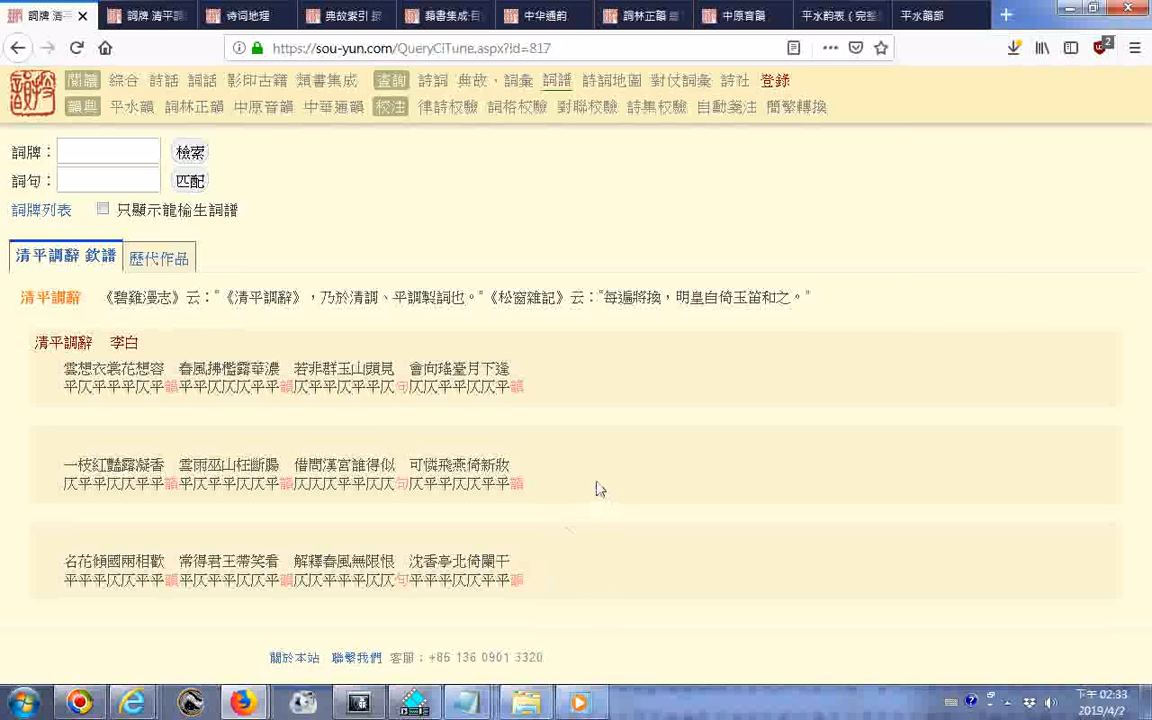 詞牌 清平
詞牌 清平調
诗词地理
典故索引
類書集成·
中华通韵
詞林正韻
中原音韻
平水韵表（完整
平水韻部
https://sou-yun.com/QueryCiTune.aspx?id=817
2
閱讀 綜合 詩話 詞話 影印古籍 類書集成 查詢 詩詞 典故、詞彙 詞譜 詩詞地圖 對仗詞彙 詩社 登錄
韻典 平水韻 詞林正韻 中原音韻 中華通韻 校注 律詩校驗 詞格校驗 對聯校驗 詩集校驗 自動箋注 簡繁轉換
詞牌：
檢索
詞句：
匹配
詞牌列表 只顯示龍榆生詞譜
清平調辭 欽譜 歷代作品
清平調辭 《碧雞漫志》云："《清平調辭》，乃於清調、平調製詞也。"《松窗雜記》云："每遍將換，明皇自倚玉笛和之。"
清平調辭 李白
雲想衣裳花想容 春風拂檻露華濃 若非群玉山頭見 會向瑤臺月下逢
平仄平平平仄平韻平平仄仄仄平平韻仄平平仄平平仄句仄仄平平仄仄平韻
一枝紅豔露凝香 雲雨巫山枉斷腸 借問漢宮誰得似 可憐飛燕倚新妝
仄平平仄仄平平韻平仄平平仄仄平韻仄仄仄平平仄仄句仄平平仄仄平平韻
名花傾國兩相歡 常得君王帶笑看 解釋春風無限恨 沈香亭北倚闌干
平平平仄仄平平韻平仄平平仄仄平韻仄仄平平平仄仄句平平平仄仄平平韻
關於本站 聯繫我們 客服：+86 136 0901 3320
下午 02:33
2019/4/2